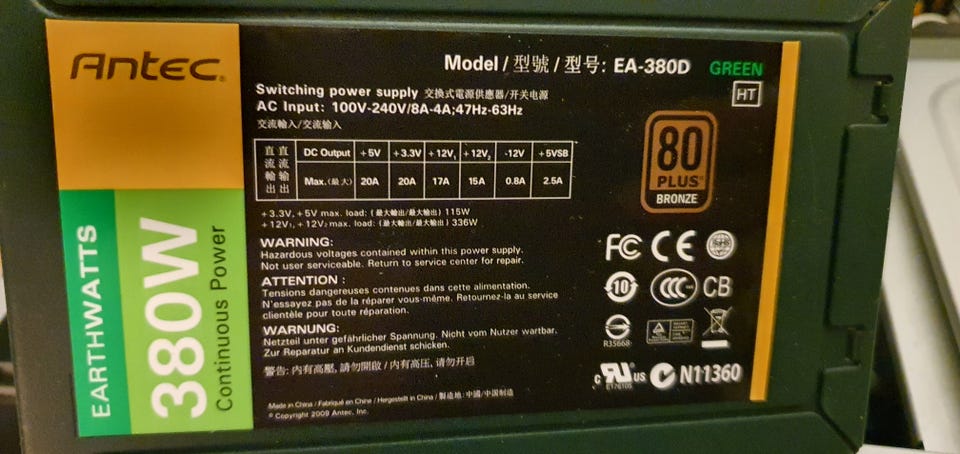 Antec
EARTHWATTS
380W
Continuous Power
Model / 型號 / 型号: EA-380D GREEN
HT
Switching power supply 交換式電源供應器/开关电源
AC Input: 100V-240V/8A-4A;47Hz-63Hz
交流輸入/交流输入
直流輸出 直流输出 DC Output +5V +3.3V +12V₁ +12V₂ -12V +5VSB
Max.(最大) 20A 20A 17A 15A 0.8A 2.5A
+3.3V, +5V max. load: (最大輸出/最大输出) 115W
+12V₁, +12V₂ max. load: (最大輸出/最大输出) 336W
80
PLUS
BRONZE
WARNING:
Hazardous voltages contained within this power supply.
Not user serviceable. Return to service center for repair.
ATTENTION :
Tensions dangereuses contenues dans cette alimentation.
N'essayez pas de la réparer vous-même. Retournez-la au service
clientèle pour toute réparation.
WARNUNG:
Netzteil unter gefährlicher Spannung. Nicht vom Nutzer wartbar.
Zur Reparatur an Kundendienst schicken.
警告: 内有高壓, 請勿開啟 / 内有高压, 请勿开启
Made in China / Fabriqué en Chine / Hergestellt in China / 製造地: 中國/中国制造
© Copyright 2009 Antec, Inc.
FC CE
10 CCC CB
R35668
c UL US N11360
E176105